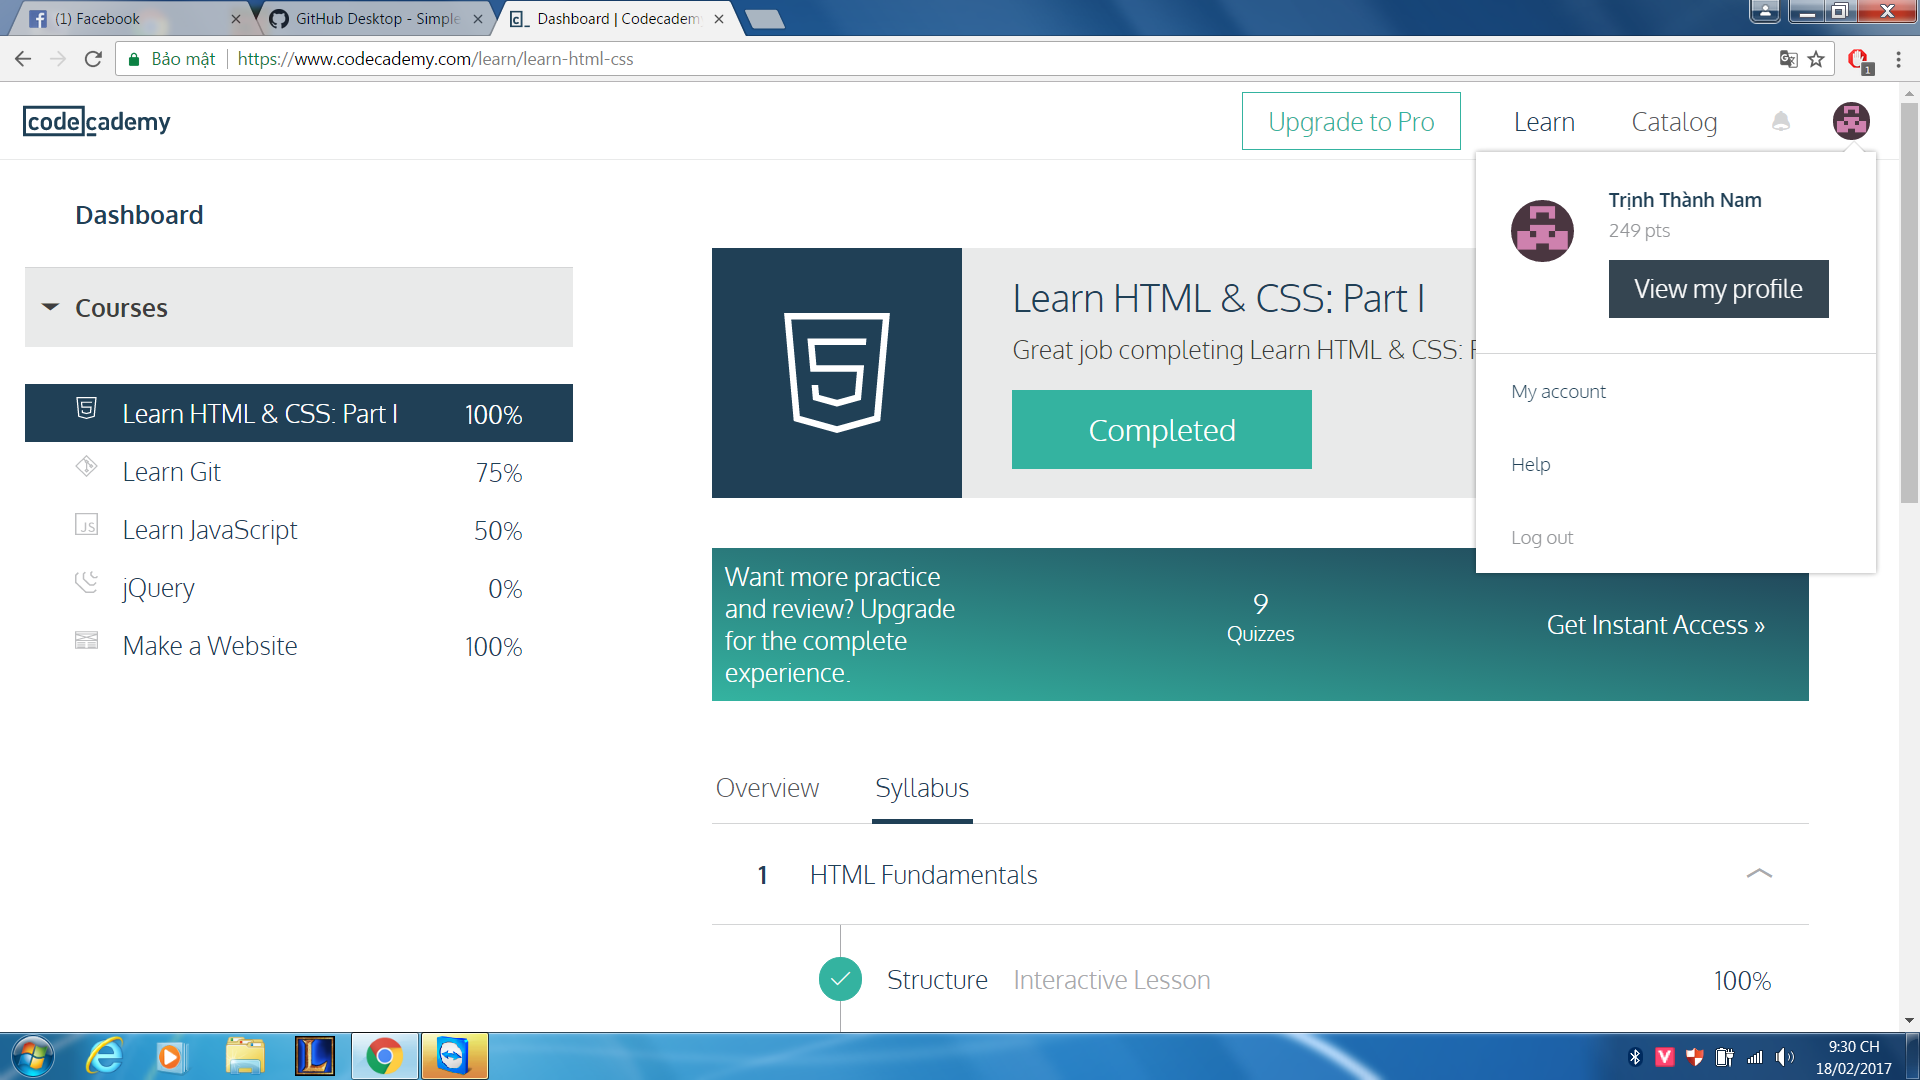 (1) Facebook
GitHub Desktop - Simple
Dashboard | Codecadem
Bảo mật
https://www.codecademy.com/learn/learn-html-css
1
codecademy
Upgrade to Pro
Learn
Catalog
Trịnh Thành Nam
249 pts
View my profile
My account
Help
Log out
Dashboard
Courses
Learn HTML & CSS: Part I 100%
Learn Git 75%
JS
Learn JavaScript 50%
jQuery 0%
Make a Website 100%
5
Learn HTML & CSS: Part I
Great job completing Learn HTML & CSS: P
Completed
Want more practice
and review? Upgrade
for the complete
experience.
9
Quizzes
Get Instant Access »
Overview
Syllabus
1 HTML Fundamentals
Structure Interactive Lesson 100%
L
V
9:30 CH
18/02/2017